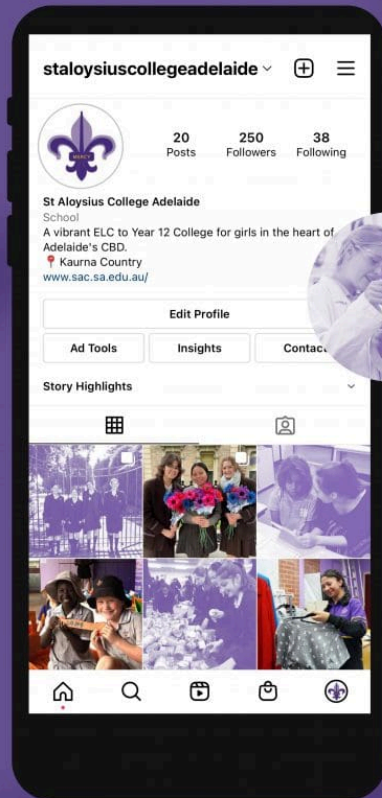 staloysiuscollegeadelaide
MERCY
20 250 38
Posts Followers Following
St Aloysius College Adelaide
School
A vibrant ELC to Year 12 College for girls in the heart of
Adelaide's CBD.
Kaurna Country
www.sac.sa.edu.au/
Edit Profile
Ad Tools Insights Contac
Story Highlights